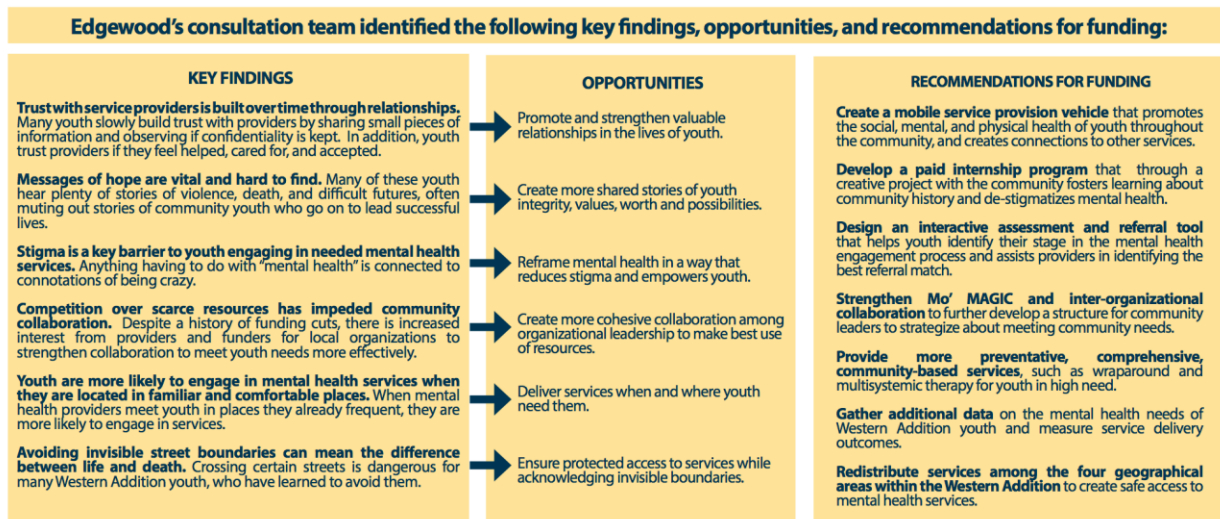 Edgewood's consultation team identified the following key findings, opportunities, and recommendations for funding:
KEY FINDINGS
Trust with service providers is built over time through relationships.
Many youth slowly build trust with providers by sharing small pieces of
information and observing if confidentiality is kept. In addition, youth
trust providers if they feel helped, cared for, and accepted.
Messages of hope are vital and hard to find. Many of these youth
hear plenty of stories of violence, death, and difficult futures, often
muting out stories of community youth who go on to lead successful
lives.
Stigma is a key barrier to youth engaging in needed mental health
services. Anything having to do with "mental health" is connected to
connotations of being crazy.
Competition over scarce resources has impeded community
collaboration. Despite a history of funding cuts, there is increased
interest from providers and funders for local organizations to
strengthen collaboration to meet youth needs more effectively.
Youth are more likely to engage in mental health services when
they are located in familiar and comfortable places. When mental
health providers meet youth in places they already frequent, they are
more likely to engage in services.
Avoiding invisible street boundaries can mean the difference
between life and death. Crossing certain streets is dangerous for
many Western Addition youth, who have learned to avoid them.
OPPORTUNITIES
Promote and strengthen valuable
relationships in the lives of youth.
Create more shared stories of youth
integrity, values, worth and possibilities.
Reframe mental health in a way that
reduces stigma and empowers youth.
Create more cohesive collaboration among
organizational leadership to make best use
of resources.
Deliver services when and where youth
need them.
Ensure protected access to services while
acknowledging invisible boundaries.
RECOMMENDATIONS FOR FUNDING
Create a mobile service provision vehicle that promotes
the social, mental, and physical health of youth throughout
the community, and creates connections to other services.
Develop a paid internship program that through a
creative project with the community fosters learning about
community history and de-stigmatizes mental health.
Design an interactive assessment and referral tool
that helps youth identify their stage in the mental health
engagement process and assists providers in identifying the
best referral match.
Strengthen Mo' MAGIC and inter-organizational
collaboration to further develop a structure for community
leaders to strategize about meeting community needs.
Provide more preventative, comprehensive,
community-based services, such as wraparound and
multisystemic therapy for youth in high need.
Gather additional data on the mental health needs of
Western Addition youth and measure service delivery
outcomes.
Redistribute services among the four geographical
areas within the Western Addition to create safe access to
mental health services.